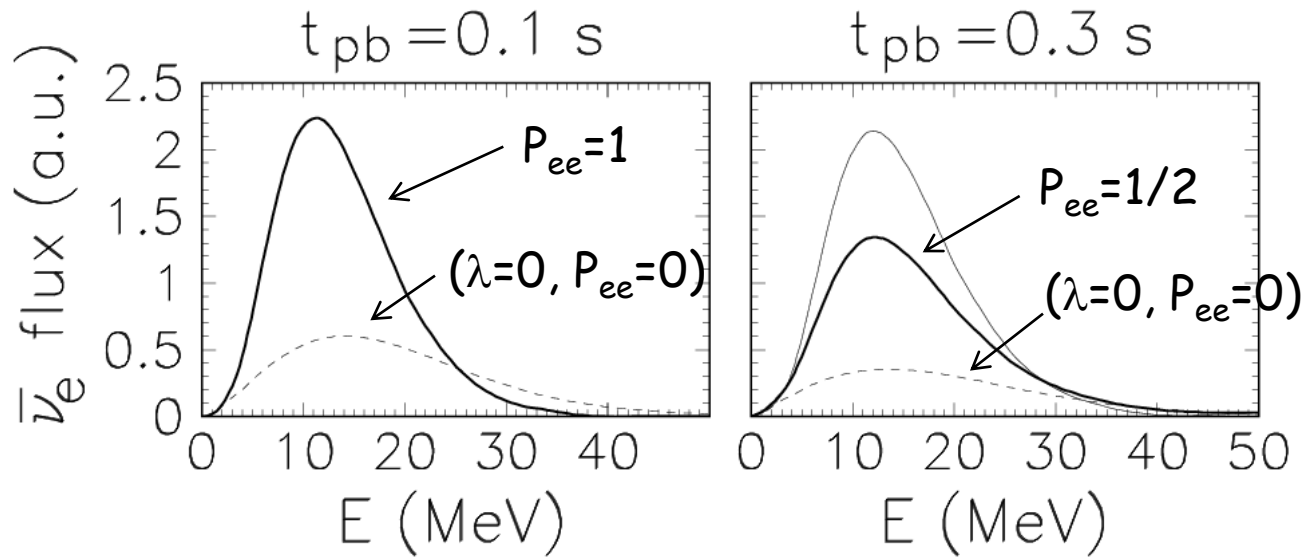 t_pb=0.1 s
t_pb=0.3 s
ν̅_e flux (a.u.)
2.5
2
1.5
1
0.5
0
P_ee=1
(λ=0, P_ee=0)
P_ee=1/2
(λ=0, P_ee=0)
0 10 20 30 40
0 10 20 30 40 50
E (MeV)
E (MeV)